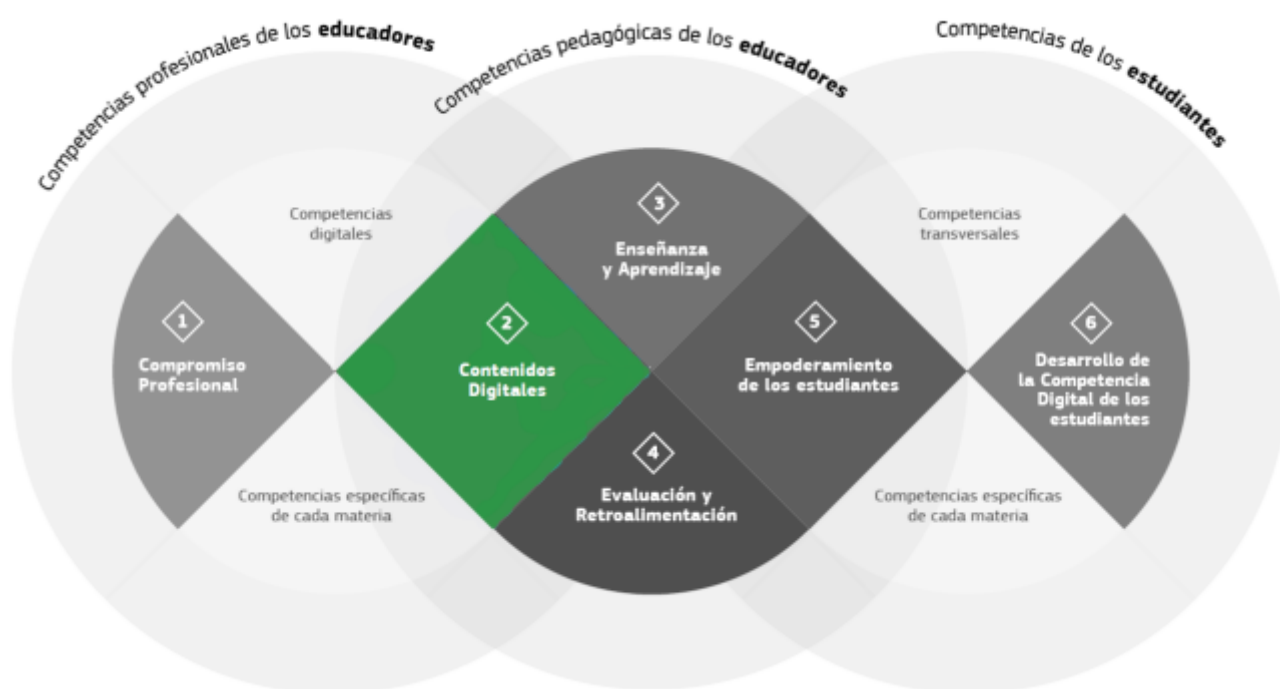 Competencias profesionales de los educadores
Competencias pedagógicas de los educadores
Competencias de los estudiantes
Competencias
digitales
Competencias
transversales
3
Enseñanza
y Aprendizaje
1
Compromiso
Profesional
2
Contenidos
Digitales
5
Empoderamiento
de los estudiantes
6
Desarrollo de
la Competencia
Digital de los
estudiantes
4
Evaluación y
Retroalimentación
Competencias específicas
de cada materia
Competencias específicas
de cada materia